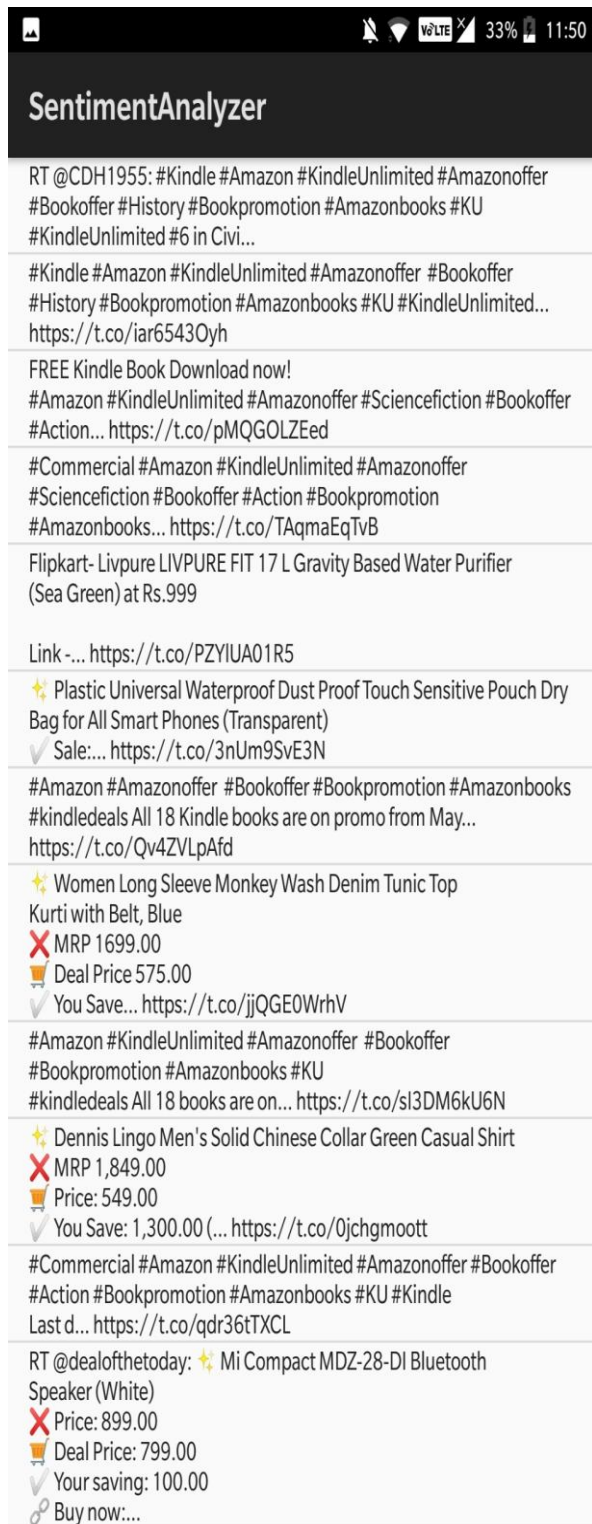 VoLTE X 33% 11:50
SentimentAnalyzer
RT @CDH1955: #Kindle #Amazon #KindleUnlimited #Amazonoffer
#Bookoffer #History #Bookpromotion #Amazonbooks #KU
#KindleUnlimited #6 in Civi...
#Kindle #Amazon #KindleUnlimited #Amazonoffer #Bookoffer
#History #Bookpromotion #Amazonbooks #KU #KindleUnlimited...
https://t.co/iar6543Oyh
FREE Kindle Book Download now!
#Amazon #KindleUnlimited #Amazonoffer #Sciencefiction #Bookoffer
#Action... https://t.co/pMQGOLZEed
#Commercial #Amazon #KindleUnlimited #Amazonoffer
#Sciencefiction #Bookoffer #Action #Bookpromotion
#Amazonbooks... https://t.co/TAqmaEqTvB
Flipkart- Livpure LIVPURE FIT 17 L Gravity Based Water Purifier
(Sea Green) at Rs.999
Link -... https://t.co/PZYlUA01R5
✨ Plastic Universal Waterproof Dust Proof Touch Sensitive Pouch Dry
Bag for All Smart Phones (Transparent)
✔ Sale:... https://t.co/3nUm9SvE3N
#Amazon #Amazonoffer #Bookoffer #Bookpromotion #Amazonbooks
#kindledeals All 18 Kindle books are on promo from May...
https://t.co/Qv4ZVLpAfd
✨ Women Long Sleeve Monkey Wash Denim Tunic Top
Kurti with Belt, Blue
❌ MRP 1699.00
🛒 Deal Price 575.00
✔ You Save... https://t.co/jjQGE0WrhV
#Amazon #KindleUnlimited #Amazonoffer #Bookoffer
#Bookpromotion #Amazonbooks #KU
#kindledeals All 18 books are on... https://t.co/sI3DM6kU6N
✨ Dennis Lingo Men's Solid Chinese Collar Green Casual Shirt
❌ MRP 1,849.00
🛒 Price: 549.00
✔ You Save: 1,300.00 (... https://t.co/0jchgmoott
#Commercial #Amazon #KindleUnlimited #Amazonoffer #Bookoffer
#Action #Bookpromotion #Amazonbooks #KU #Kindle
Last d... https://t.co/qdr36tTXCL
RT @dealofthetoday: ✨ Mi Compact MDZ-28-DI Bluetooth
Speaker (White)
❌ Price: 899.00
🛒 Deal Price: 799.00
✔ Your saving: 100.00
🔗 Buy now:...